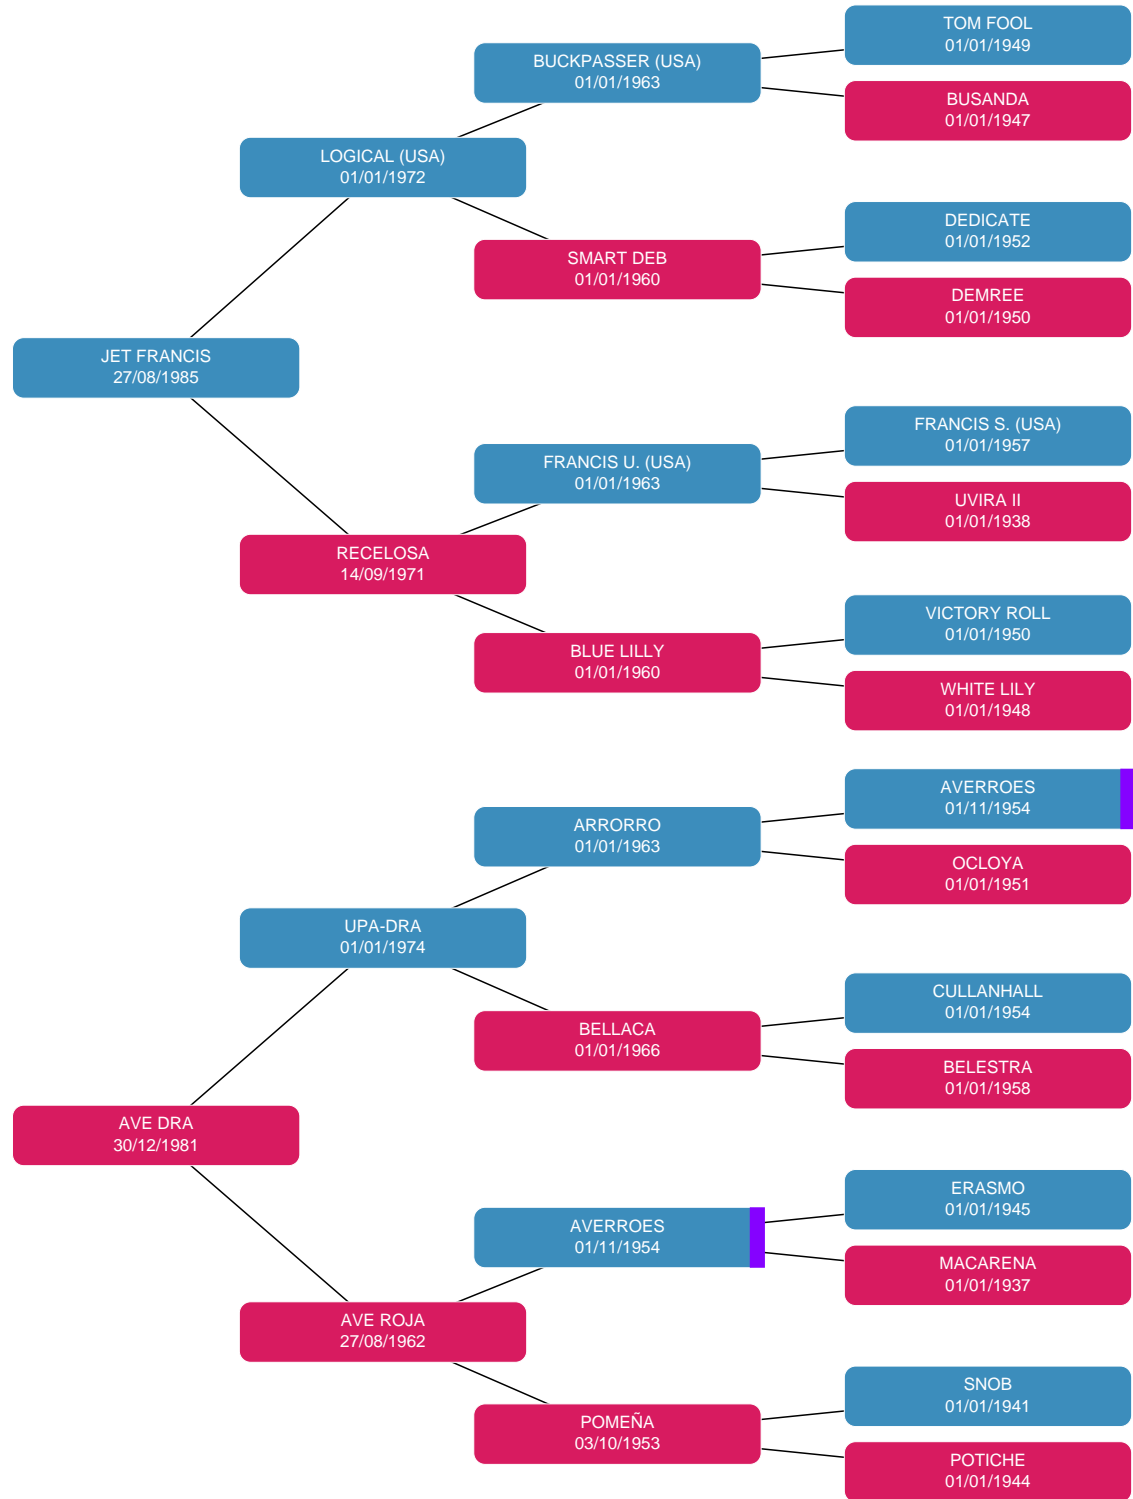 TOM FOOL
01/01/1949
BUCKPASSER (USA)
01/01/1963
BUSANDA
01/01/1947
LOGICAL (USA)
01/01/1972
DEDICATE
01/01/1952
SMART DEB
01/01/1960
DEMREE
01/01/1950
JET FRANCIS
27/08/1985
FRANCIS S. (USA)
01/01/1957
FRANCIS U. (USA)
01/01/1963
UVIRA II
01/01/1938
RECELOSA
14/09/1971
VICTORY ROLL
01/01/1950
BLUE LILLY
01/01/1960
WHITE LILY
01/01/1948
AVERROES
01/11/1954
ARRORRO
01/01/1963
OCLOYA
01/01/1951
UPA-DRA
01/01/1974
CULLANHALL
01/01/1954
BELLACA
01/01/1966
BELESTRA
01/01/1958
AVE DRA
30/12/1981
ERASMO
01/01/1945
AVERROES
01/11/1954
MACARENA
01/01/1937
AVE ROJA
27/08/1962
SNOB
01/01/1941
POMEÑA
03/10/1953
POTICHE
01/01/1944